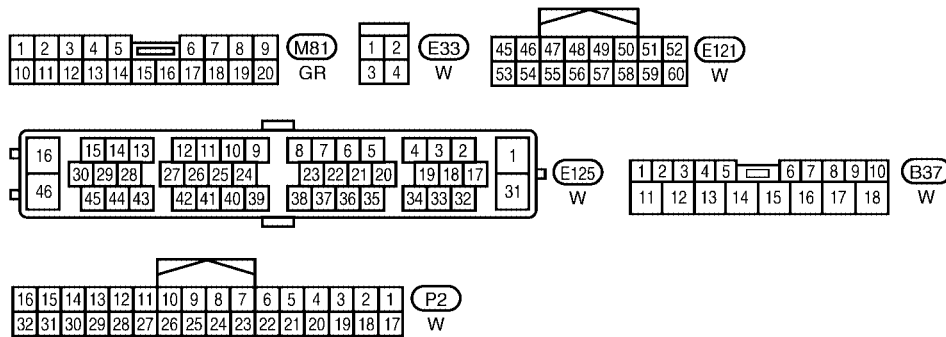 1 2 3 4 5 6 7 8 9 M81
10 11 12 13 14 15 16 17 18 19 20 GR
1 2 E33
3 4 W
45 46 47 48 49 50 51 52 E121
53 54 55 56 57 58 59 60 W
16 15 14 13 12 11 10 9 8 7 6 5 4 3 2 1
30 29 28 27 26 25 24 23 22 21 20 19 18 17 E125
46 45 44 43 42 41 40 39 38 37 36 35 34 33 32 31 W
1 2 3 4 5 6 7 8 9 10 B37
11 12 13 14 15 16 17 18 W
16 15 14 13 12 11 10 9 8 7 6 5 4 3 2 1 P2
32 31 30 29 28 27 26 25 24 23 22 21 20 19 18 17 W